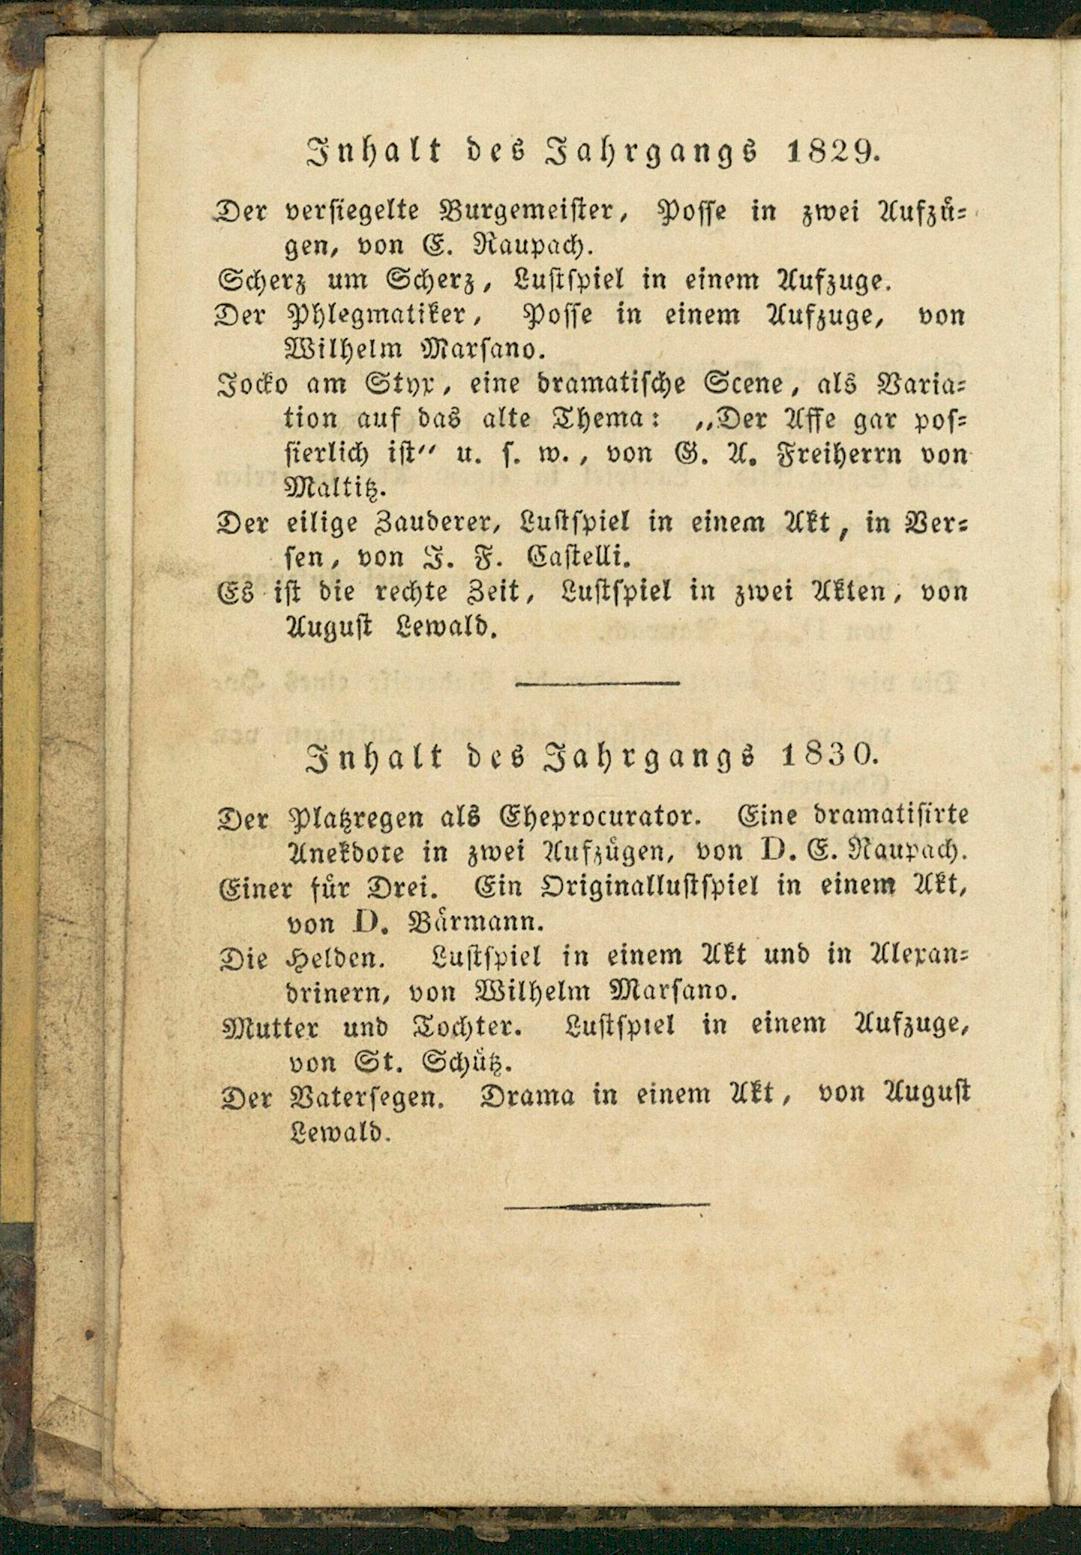 Inhalt des Jahrgangs 1829.
Der versiegelte Burgemeister, Posse in zwei Aufzü-
gen, von E. Raupach.
Scherz um Scherz, Lustspiel in einem Aufzuge.
Der Phlegmatiker, Posse in einem Aufzuge, von
Wilhelm Marsano.
Jocko am Styx, eine dramatische Scene, als Varia-
tion auf das alte Thema: „Der Affe gar pos-
sierlich ist“ u. s. w., von G. A. Freiherrn von
Maltitz.
Der eilige Zauderer, Lustspiel in einem Akt, in Ver-
sen, von J. F. Castelli.
Es ist die rechte Zeit, Lustspiel in zwei Akten, von
August Lewald.
Inhalt des Jahrgangs 1830.
Der Platzregen als Eheprocurator. Eine dramatisirte
Anekdote in zwei Aufzügen, von D. E. Raupach.
Einer für Drei. Ein Originallustspiel in einem Akt,
von D. Bärmann.
Die Helden. Lustspiel in einem Akt und in Alexan-
drinern, von Wilhelm Marsano.
Mutter und Tochter. Lustspiel in einem Aufzuge,
von St. Schütz.
Der Vatersegen. Drama in einem Akt, von August
Lewald.